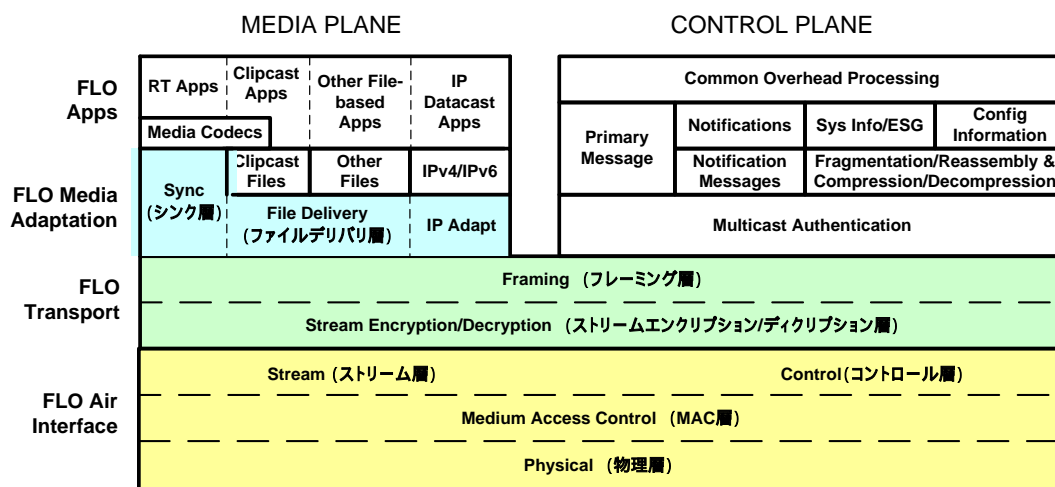 MEDIA PLANE
CONTROL PLANE
FLO
Apps
RT Apps
Clipcast
Apps
Other File-
based
Apps
IP
Datacast
Apps
Media Codecs
Common Overhead Processing
Primary
Message
Notifications
Sys Info/ESG
Config
Information
Notification
Messages
Fragmentation/Reassembly &
Compression/Decompression
Multicast Authentication
FLO Media
Adaptation
Sync
(シンク層)
Clipcast
Files
Other
Files
IPv4/IPv6
File Delivery
(ファイルデリバリ層)
IP Adapt
FLO
Transport
Framing (フレーミング層)
Stream Encryption/Decryption (ストリームエンクリプション/ディクリプション層)
FLO Air
Interface
Stream (ストリーム層)
Control(コントロール層)
Medium Access Control (MAC層)
Physical (物理層)